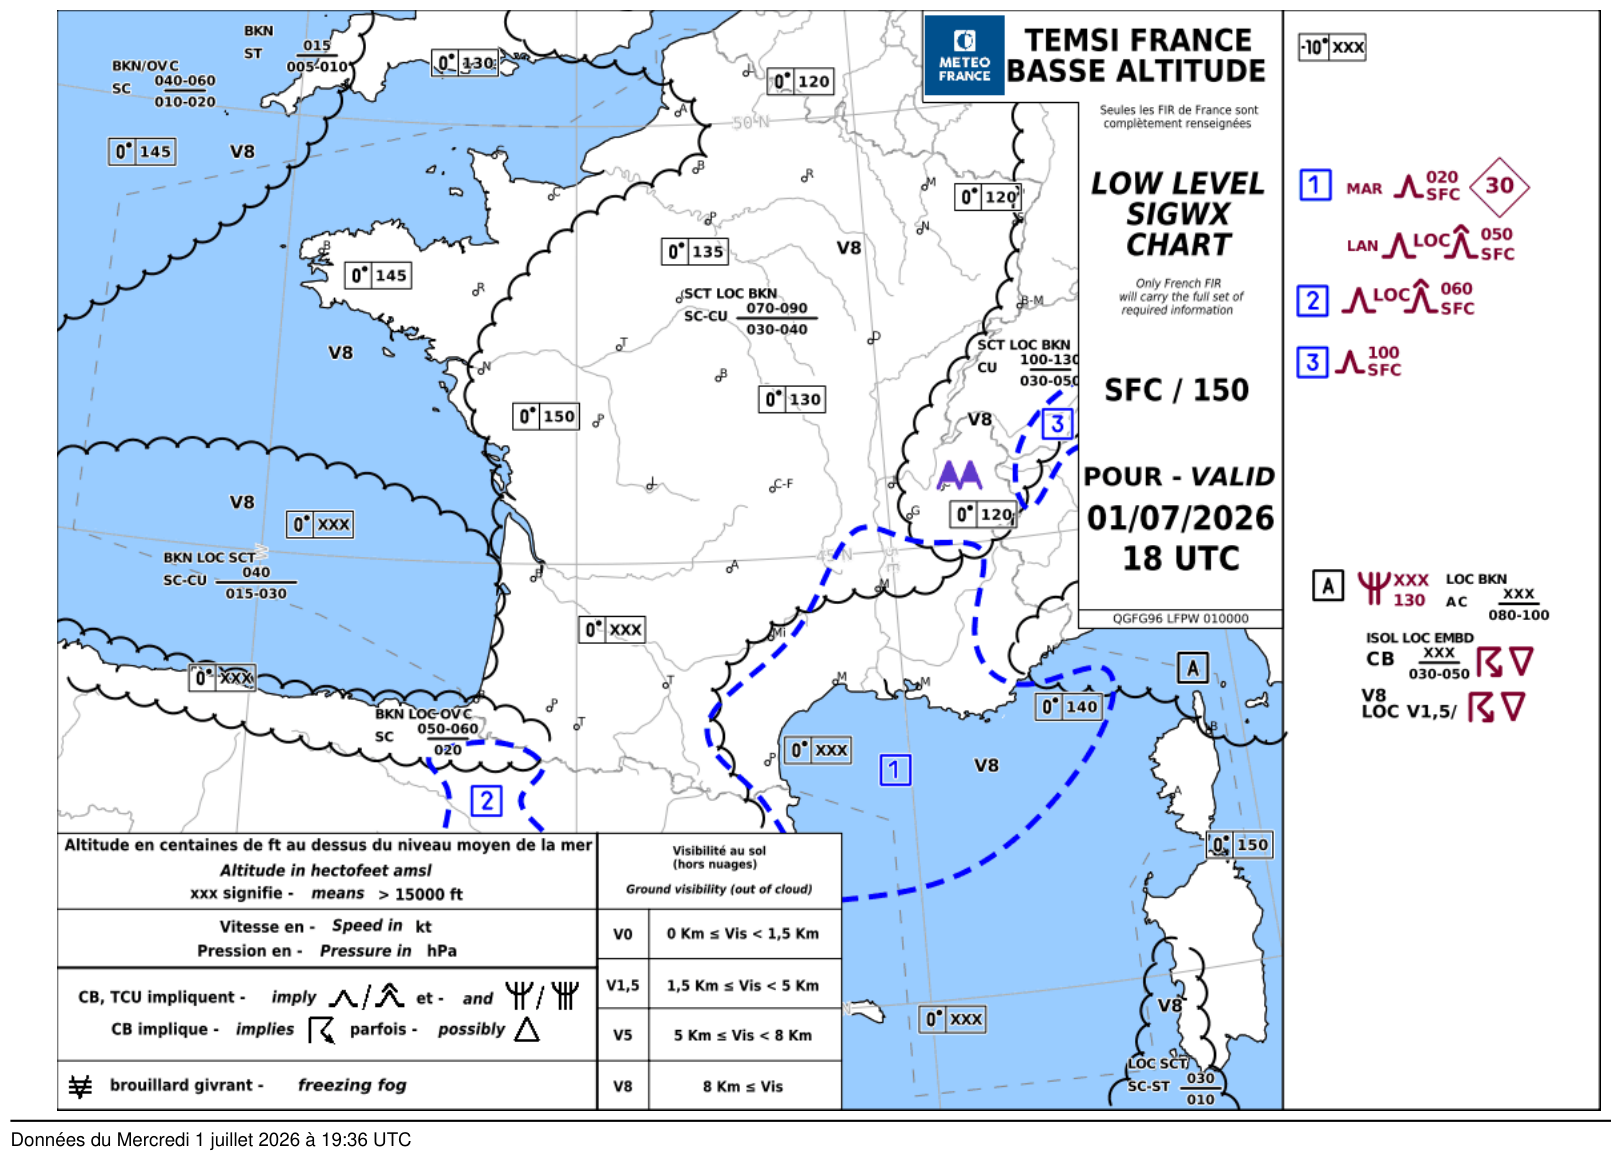 BKN
ST
015
005-010
BKN/OVC
SC
040-060
010-020
0° 130
0° 120
METEO
FRANCE
TEMSI FRANCE
BASSE ALTITUDE
-10° XXX
Seules les FIR de France sont
complètement renseignées
50°N
0° 145
V8
LOW LEVEL
SIGWX
CHART
1 MAR 020
SFC 30
LAN LOC 050
SFC
0° 120
0° 135
V8
0° 145
Only French FIR
will carry the full set of
required information
2 LOC 060
SFC
SCT LOC BKN
SC-CU
070-090
030-040
V8
SCT LOC BKN
CU
100-130
030-050
3 100
SFC
SFC / 150
0° 130
0° 150
V8
3
POUR - VALID
01/07/2026
18 UTC
V8
0° XXX
0° 120
45°N
BKN LOC SCT
SC-CU
040
015-030
A XXX
130
LOC BKN
AC
XXX
080-100
QGFG96 LFPW 010000
0° XXX
ISOL LOC EMBD
CB
XXX
030-050
V8
LOC V1,5/
A
0° XXX
0° 140
BKN LOC OVC
SC
050-060
020
0° XXX
1
V8
2
0° 150
Altitude en centaines de ft au dessus du niveau moyen de la mer
Altitude in hectofeet amsl
xxx signifie - means > 15000 ft
Vitesse en - Speed in kt
Pression en - Pressure in hPa
CB, TCU impliquent - imply / et - and /
CB implique - implies parfois - possibly
brouillard givrant - freezing fog
Visibilité au sol
(hors nuages)
Ground visibility (out of cloud)
V0 0 Km ≤ Vis < 1,5 Km
V1,5 1,5 Km ≤ Vis < 5 Km
V5 5 Km ≤ Vis < 8 Km
V8 8 Km ≤ Vis
0° XXX
V8
LOC SCT
SC-ST
030
010
Données du Mercredi 1 juillet 2026 à 19:36 UTC